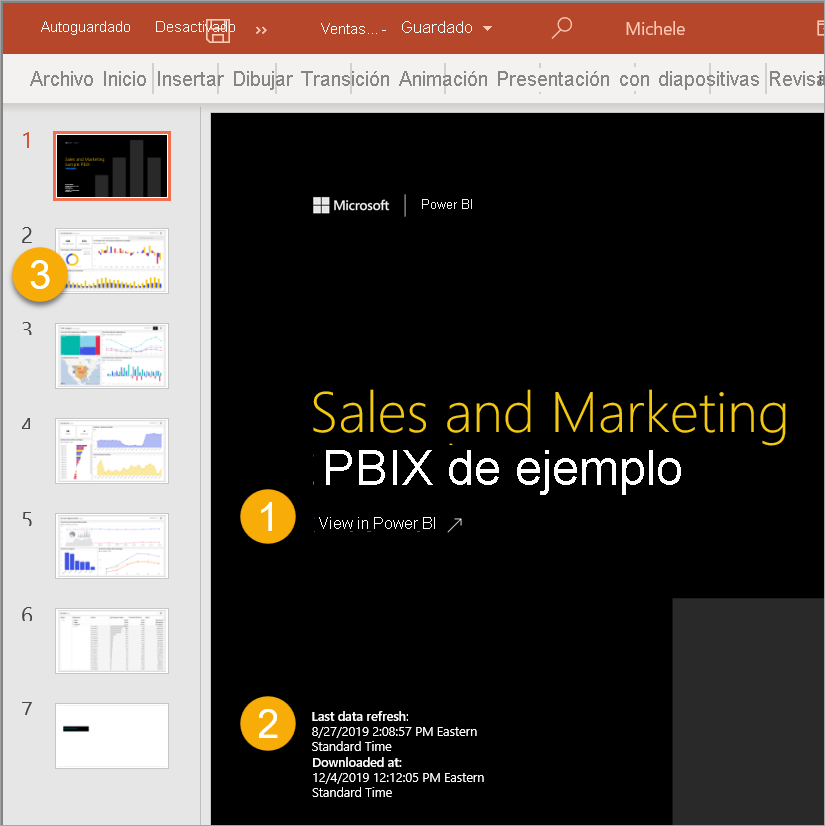 Autoguardado Desactivado Ventas... - Guardado Michele
Archivo Inicio Insertar Dibujar Transición Animación Presentación con diapositivas
1
2
3
3
4
5
6
7
Sales and Marketing
Microsoft Power BI
Sales and Marketing
PBIX de ejemplo
1
View in Power BI
2
Last data refresh:
8/27/2019 2:08:57 PM Eastern
Standard Time
Downloaded at:
12/4/2019 12:12:05 PM Eastern
Standard Time